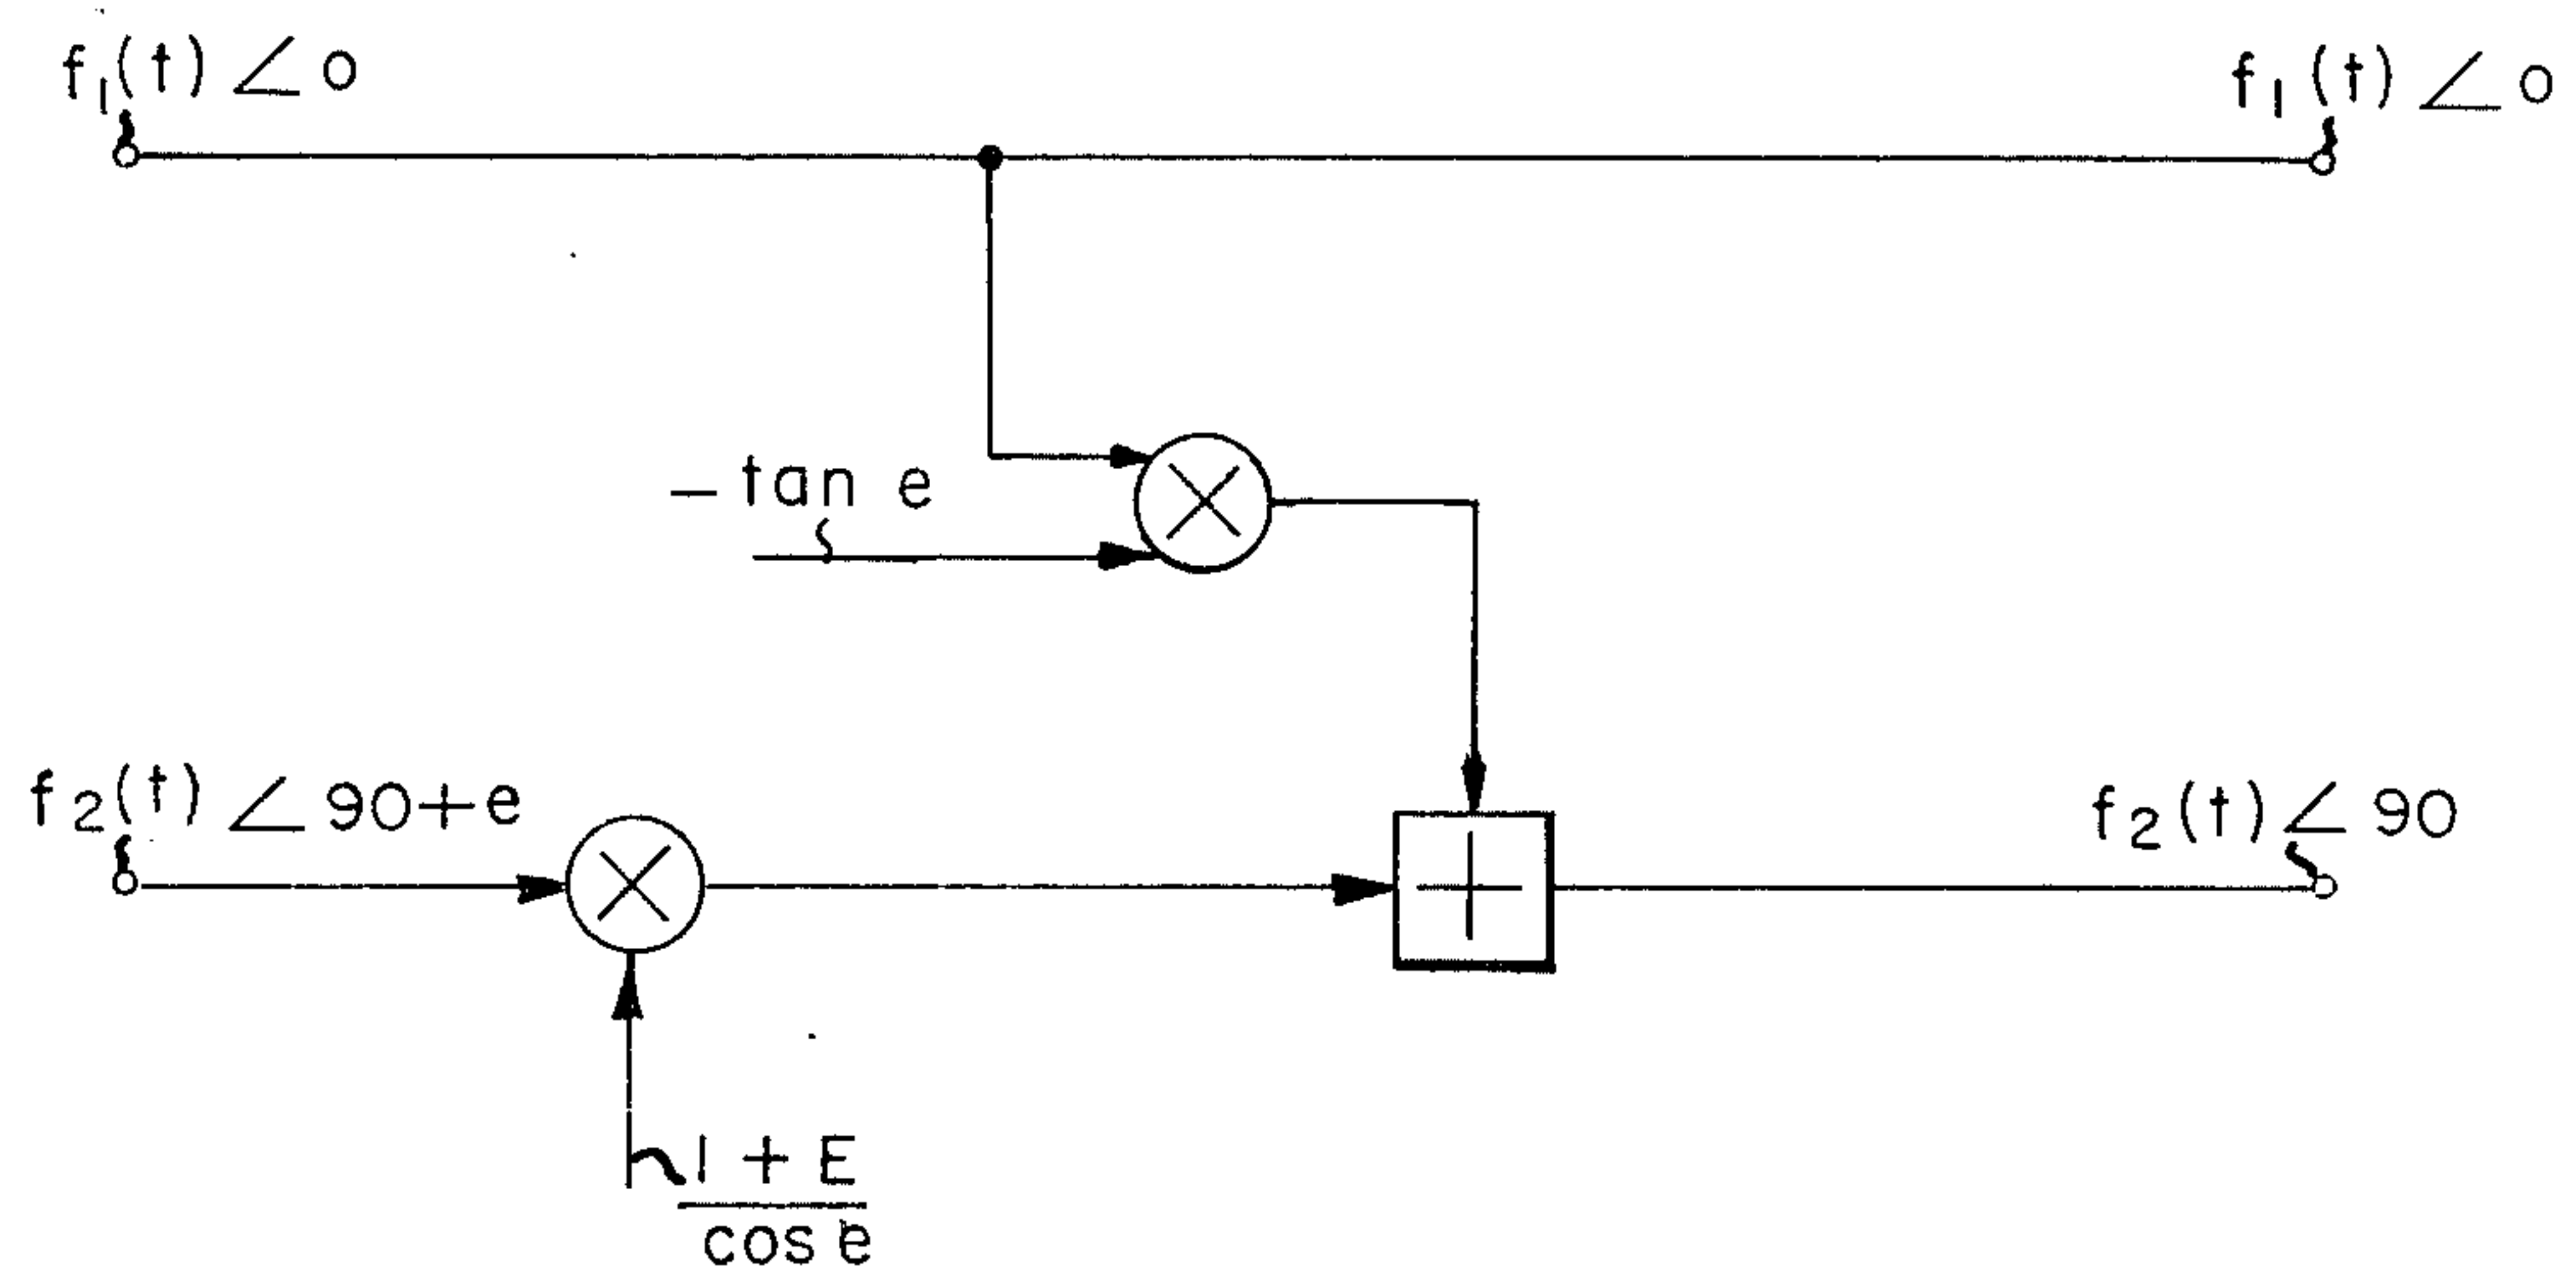 f₁(t) ∠0
f₁(t) ∠0
− tan e
f₂(t) ∠90+e
f₂(t) ∠90
1 + E
cos e